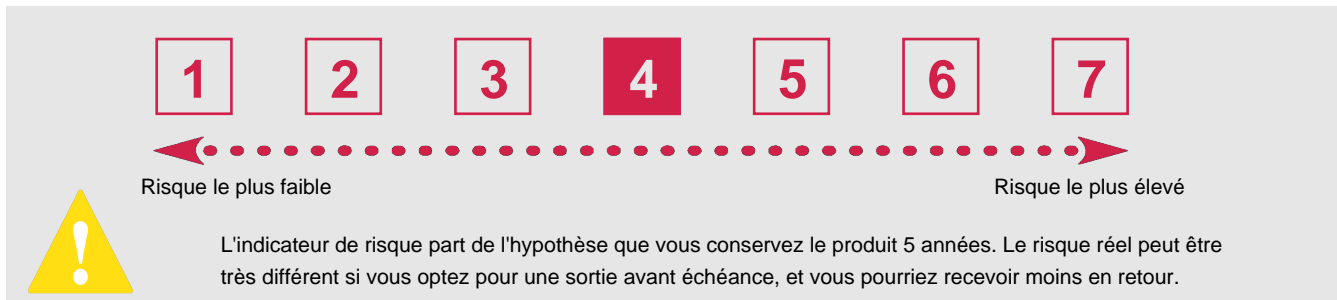 1 2 3 4 5 6 7
Risque le plus faible Risque le plus élevé
!
L'indicateur de risque part de l'hypothèse que vous conservez le produit 5 années. Le risque réel peut être
très différent si vous optez pour une sortie avant échéance, et vous pourriez recevoir moins en retour.